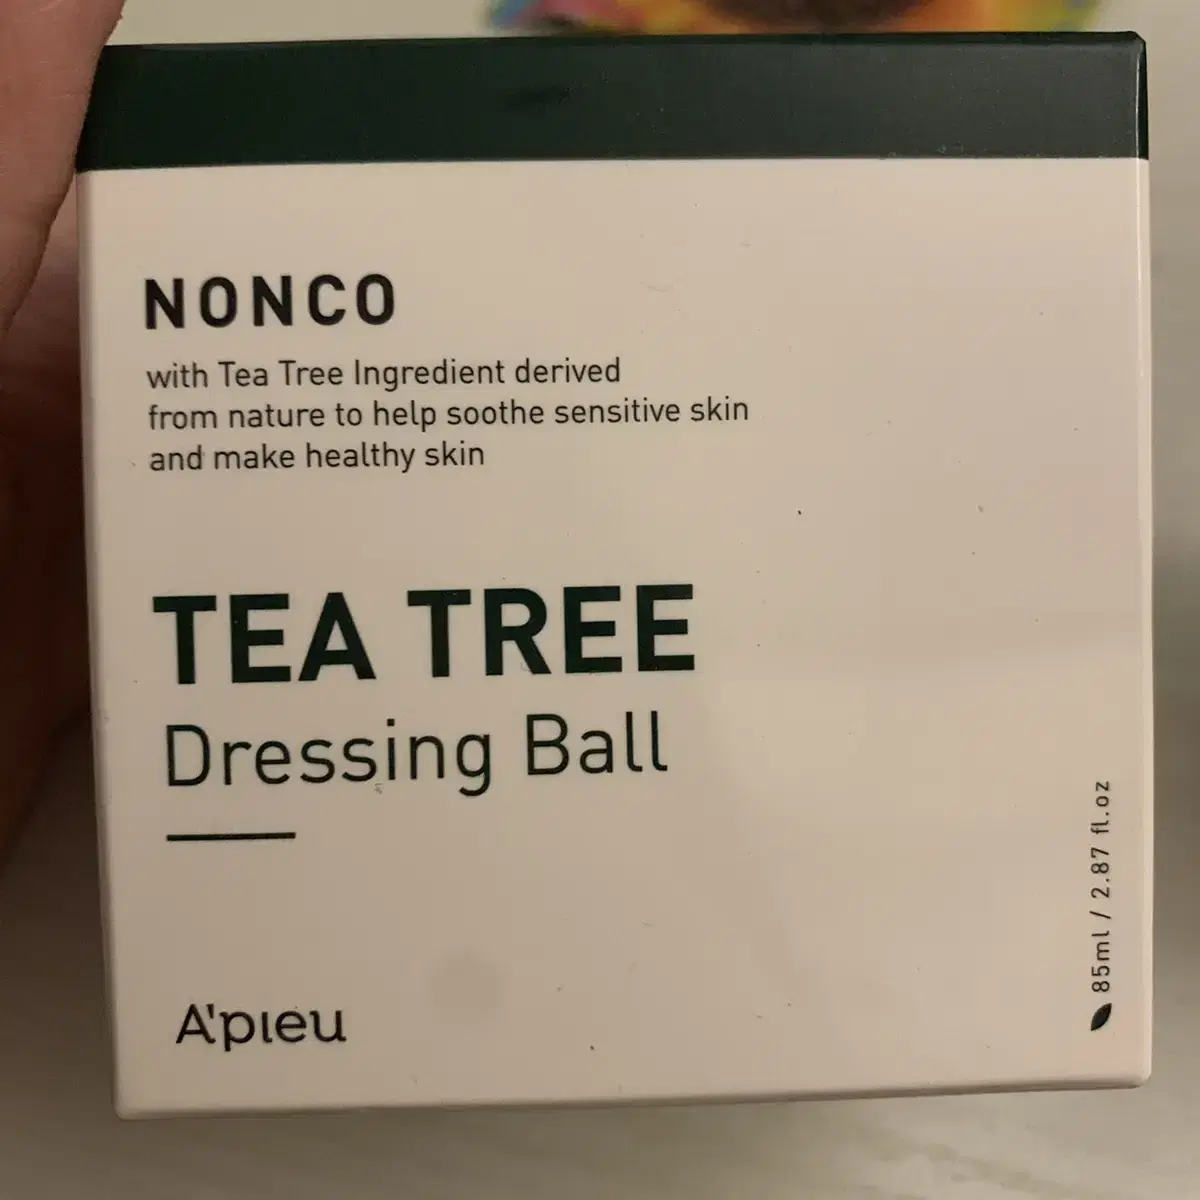 NONCO
with Tea Tree Ingredient derived
from nature to help soothe sensitive skin
and make healthy skin
TEA TREE
Dressing Ball
A'pieu
85ml / 2.87 fl.oz